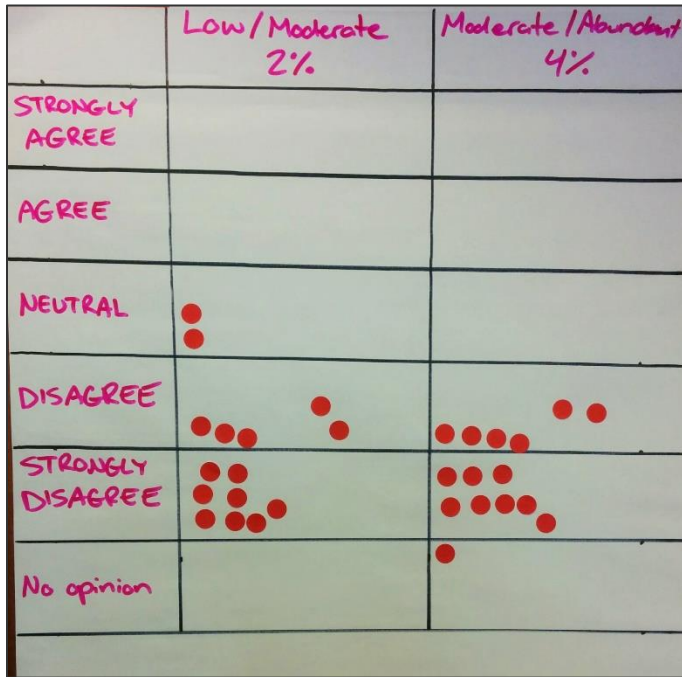 Low/Moderate
2%
Moderate/Abundant
4%
STRONGLY
AGREE
AGREE
NEUTRAL
DISAGREE
STRONGLY
DISAGREE
No opinion